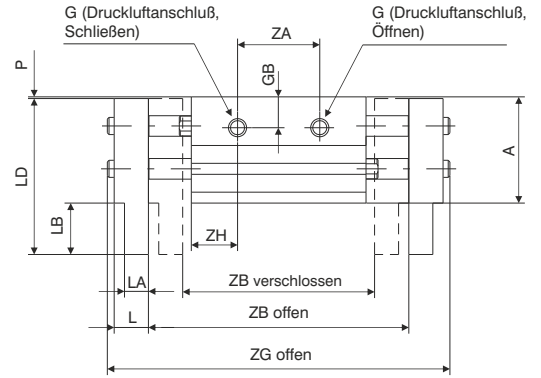 G (Druckluftanschluß,
Schließen)
ZA
G (Druckluftanschluß,
Öffnen)
P
GB
A
LD
LB
ZH
LA
ZB verschlossen
L
ZB offen
ZG offen